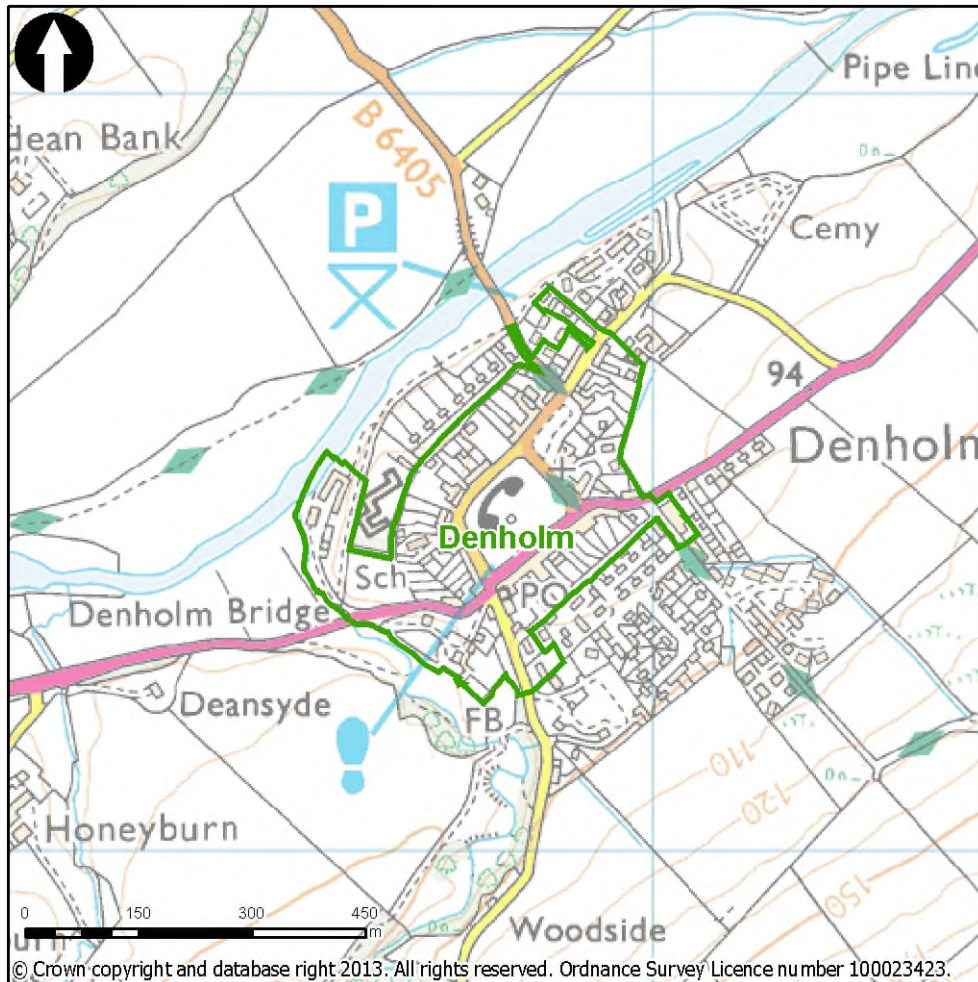 Pipe Line
dean Bank
B 6405
P
Cemy
94
Denholm
Denholm
Sch
PO
Denholm Bridge
Deansyde
FB
110
120
150
Honeyburn
Woodside
0 150 300 450
m
urn
© Crown copyright and database right 2013. All rights reserved. Ordnance Survey Licence number 100023423.